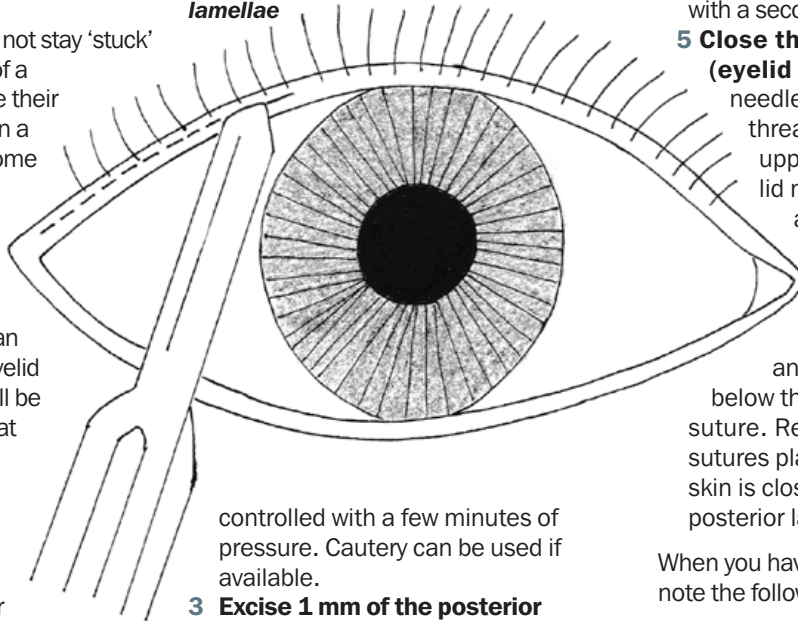 not stay ‘stuck’
of a
e their
n a
ome
an
yelid
ll be
at
r
lamellae
controlled with a few minutes of
pressure. Cautery can be used if
available.
3 Excise 1 mm of the posterior
with a seco
5 Close th
(eyelid
needle
threa
upp
lid
a
an
below th
suture. Re
sutures pla
skin is clos
posterior la
When you hav
note the follow